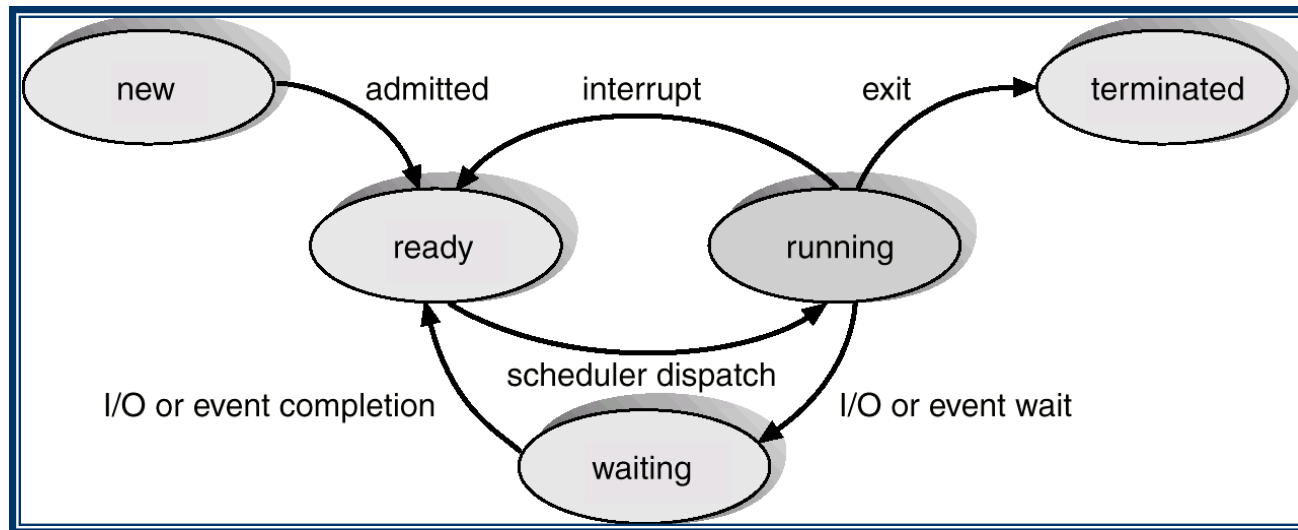 new
admitted
interrupt
exit
terminated
ready
running
scheduler dispatch
I/O or event completion
I/O or event wait
waiting